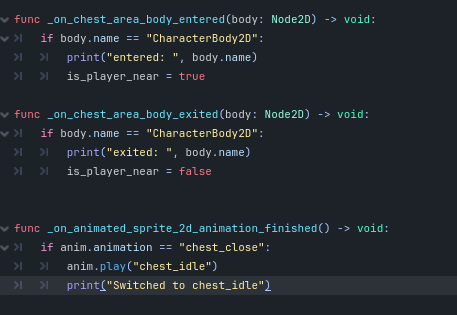 func _on_chest_area_body_entered(body: Node2D) -> void:
if body.name == "CharacterBody2D":
print("entered: ", body.name)
is_player_near = true
func _on_chest_area_body_exited(body: Node2D) -> void:
if body.name == "CharacterBody2D":
print("exited: ", body.name)
is_player_near = false
func _on_animated_sprite_2d_animation_finished() -> void:
if anim.animation == "chest_close":
anim.play("chest_idle")
print("Switched to chest_idle")